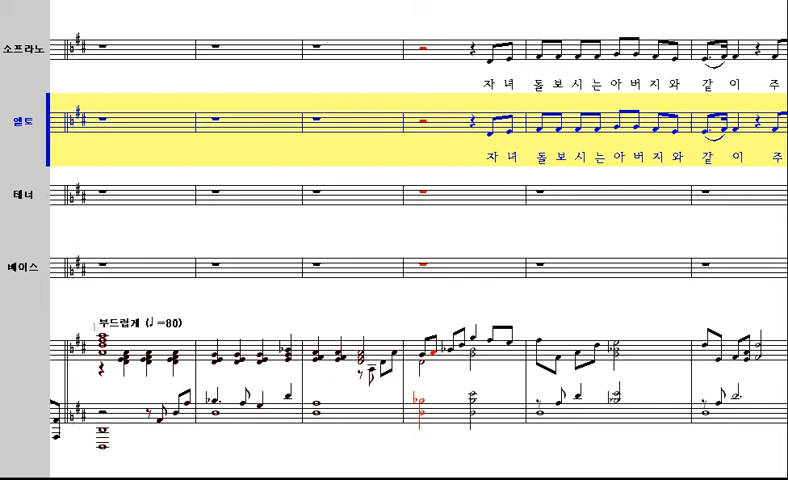 소프라노
자 녀 돌 보 시 는 아 버 지 와 같 이 주
앨토
자 녀 돌 보 시 는 아 버 지 와 같 이 주
테너
베이스
부드럽게 (♩=80)